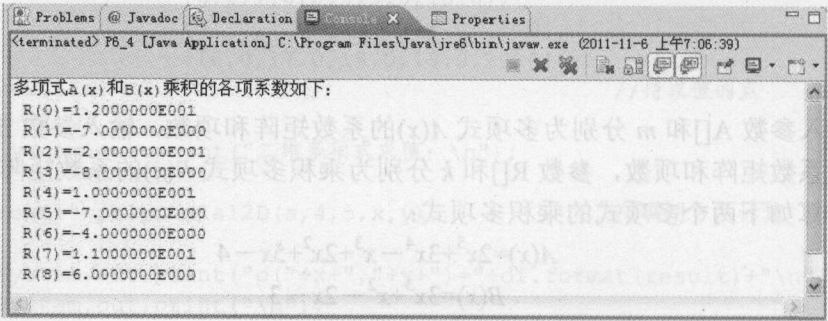 Problems @ Javadoc Declaration Console Properties
<terminated> P6_4 [Java Application] C:\Program Files\Java\jre6\bin\javaw.exe (2011-11-6 上午7:06:39)
多项式A(x)和B(x)乘积的各项系数如下:
R(0)=1.2000000E001
R(1)=-7.0000000E000
R(2)=-2.0000000E001
R(3)=-8.0000000E000
R(4)=1.0000000E001
R(5)=-7.0000000E000
R(6)=-4.0000000E000
R(7)=1.1000000E001
R(8)=6.0000000E000